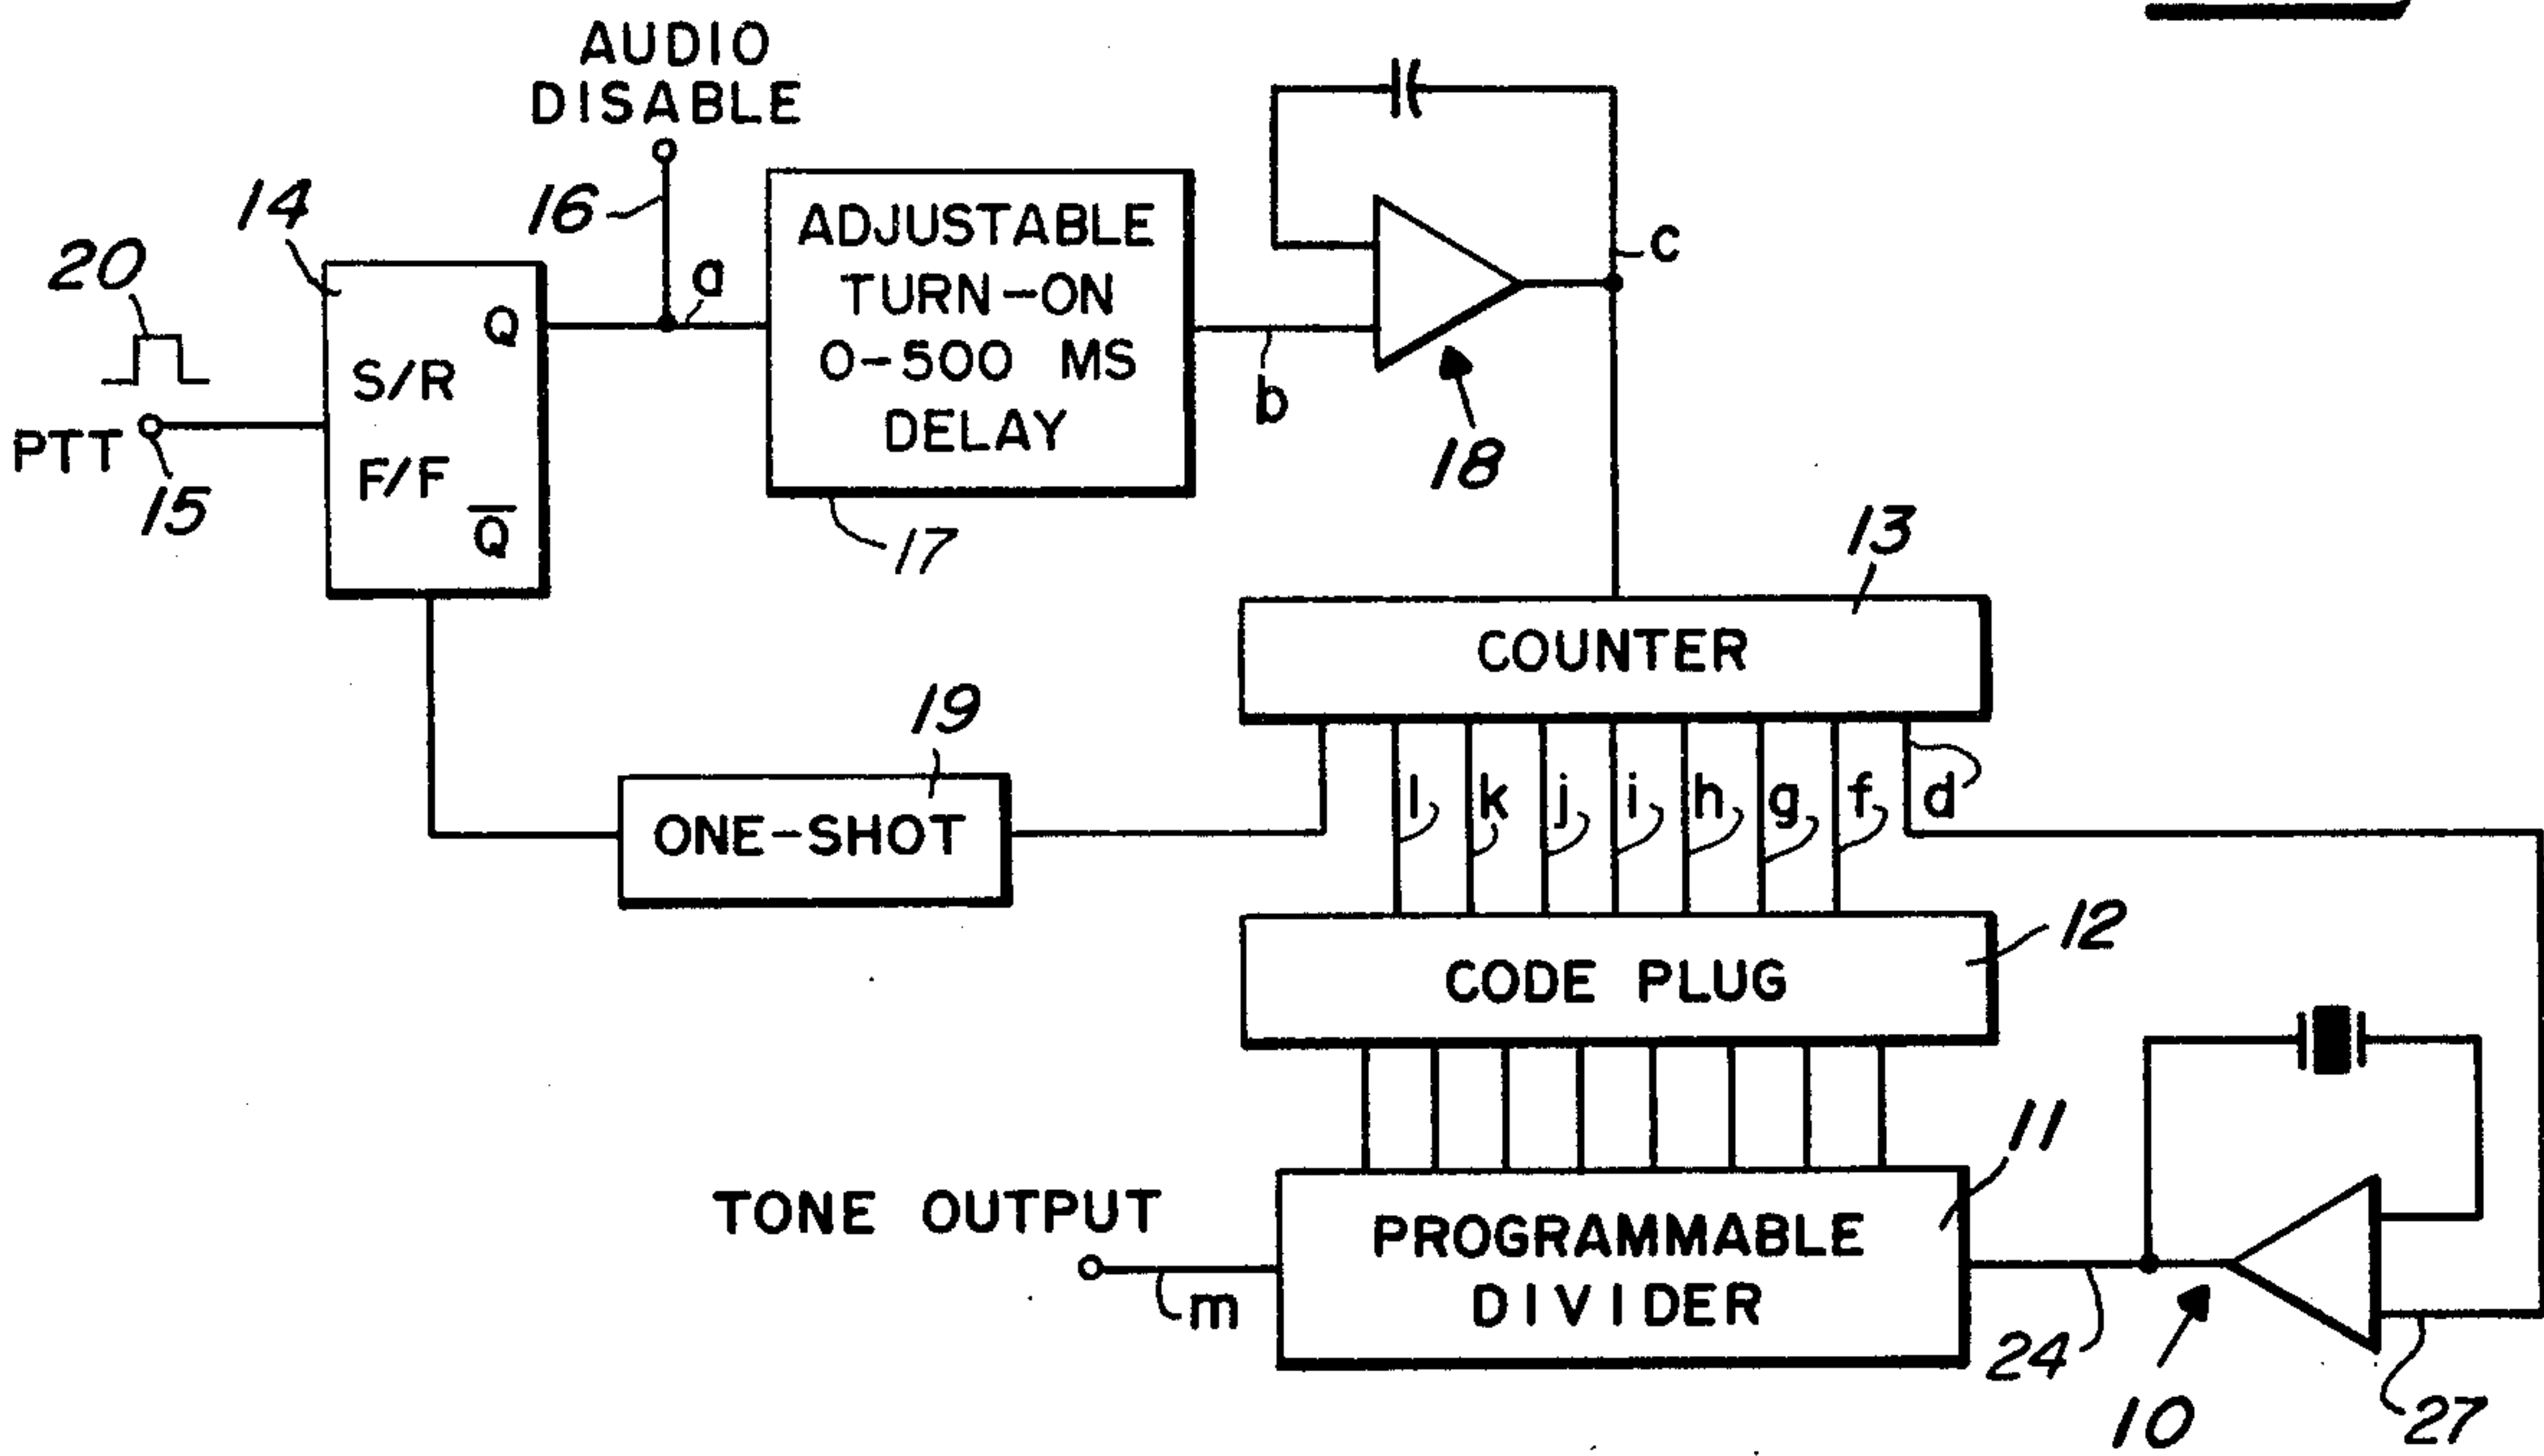 AUDIO
DISABLE
16
14
20
a
ADJUSTABLE
TURN-ON
0-500 MS
DELAY
c
Q
S/R
F/F
Q̅
PTT
15
b
18
17
13
COUNTER
19
ONE-SHOT
l k j i h g f d
12
CODE PLUG
11
TONE OUTPUT
PROGRAMMABLE
DIVIDER
m
24
10
27